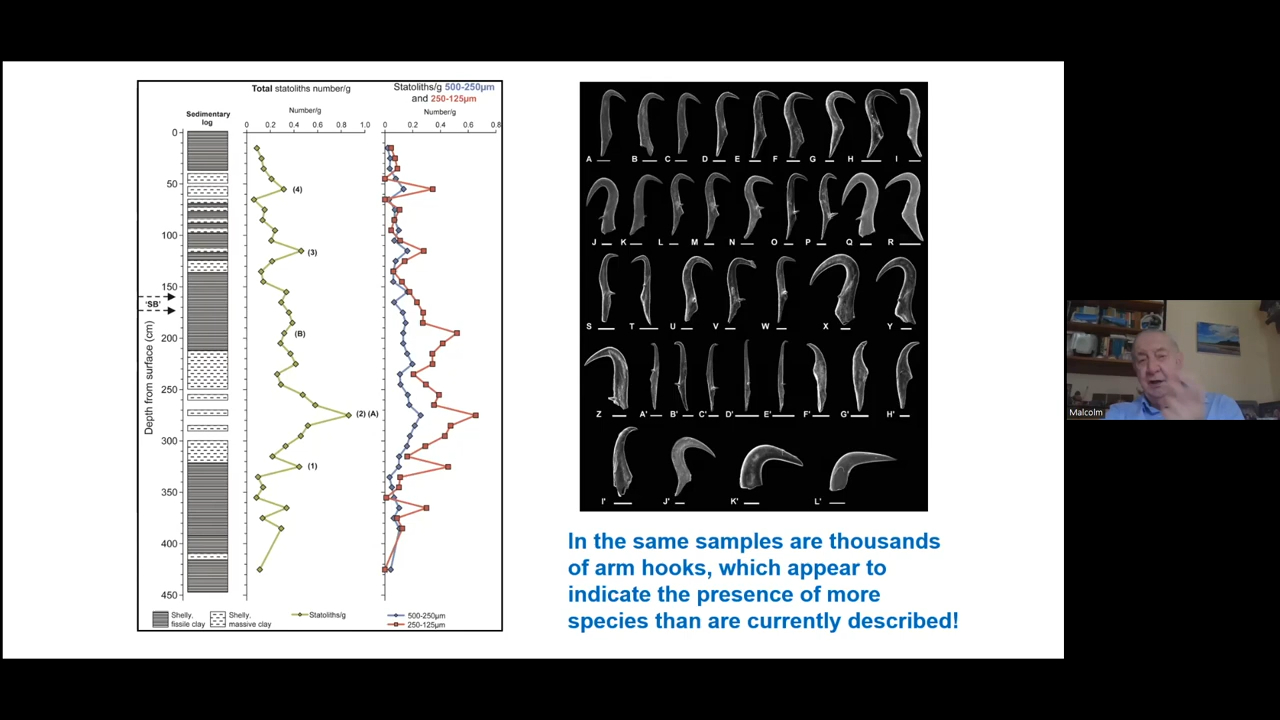 Total statoliths number/g
Statoliths/g 500-250µm
and 250-125µm
Number/g
Number/g
Sedimentary
log
0 0.2 0.4 0.6 0.8 1.0
0 0.2 0.4 0.6 0.8
0
50
100
150
200
250
300
350
400
450
Depth from surface (cm)
'SB'
(4)
(3)
(B)
(2) (A)
(1)
Shelly,
fissile clay
Shelly,
massive clay
Statoliths/g
500-250µm
250-125µm
A B C D E F G H I
J K L M N O P Q R
S T U V W X Y
Z A' B' C' D' E' F' G' H'
I' J' K' L'
In the same samples are thousands
of arm hooks, which appear to
indicate the presence of more
species than are currently described!
Malcolm